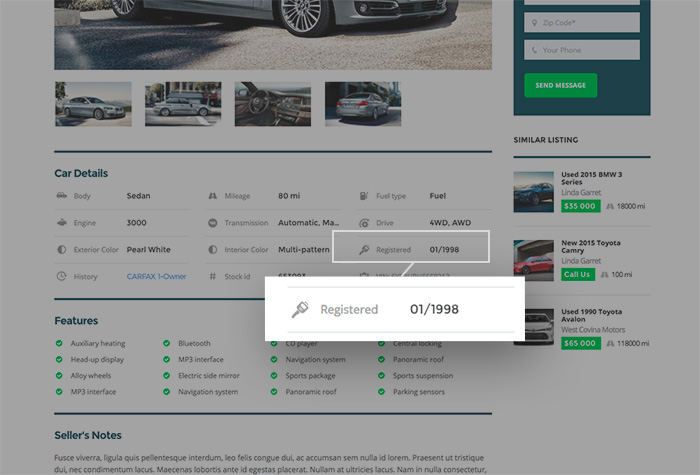 Zip Code*
Your Phone
SEND MESSAGE
SIMILAR LISTING
Used 2015 BMW 3
Series
Linda Garret
$35 000 18000 mi
New 2015 Toyota
Camry
Linda Garret
Call Us 100 mi
Used 1990 Toyota
Avalon
West Covina Motors
$65 000 118000 mi
Car Details
Body Sedan Mileage 80 mi Fuel type Fuel
Engine 3000 Transmission Automatic, Ma... Drive 4WD, AWD
Exterior Color Pearl White Interior Color Multi-pattern Registered 01/1998
History CARFAX 1-Owner # Stock id
Registered 01/1998
Features
Auxiliary heating Bluetooth CD player Central locking
Head-up display MP3 interface Navigation system Panoramic roof
Alloy wheels Electric side mirror Sports package Sports suspension
MP3 interface Navigation system Panoramic roof Parking sensors
Seller's Notes
Fusce viverra, ligula quis pellentesque interdum, leo felis congue dui, ac accumsan sem nulla id lorem. Praesent ut tristique
dui, nec condimentum lacus. Maecenas lobortis ante id egestas placerat. Nullam at ultricies lacus. Nam in nulla consectetur,